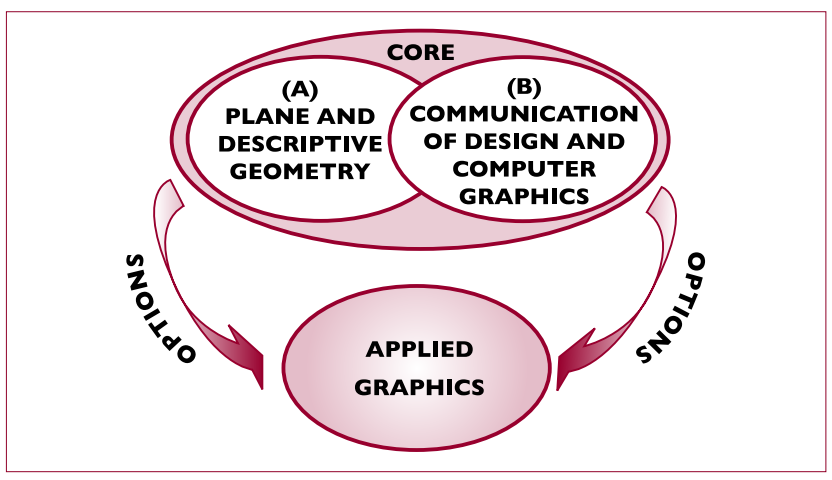 CORE
(A)
PLANE AND
DESCRIPTIVE
GEOMETRY
(B)
COMMUNICATION
OF DESIGN AND
COMPUTER
GRAPHICS
OPTIONS
OPTIONS
APPLIED
GRAPHICS